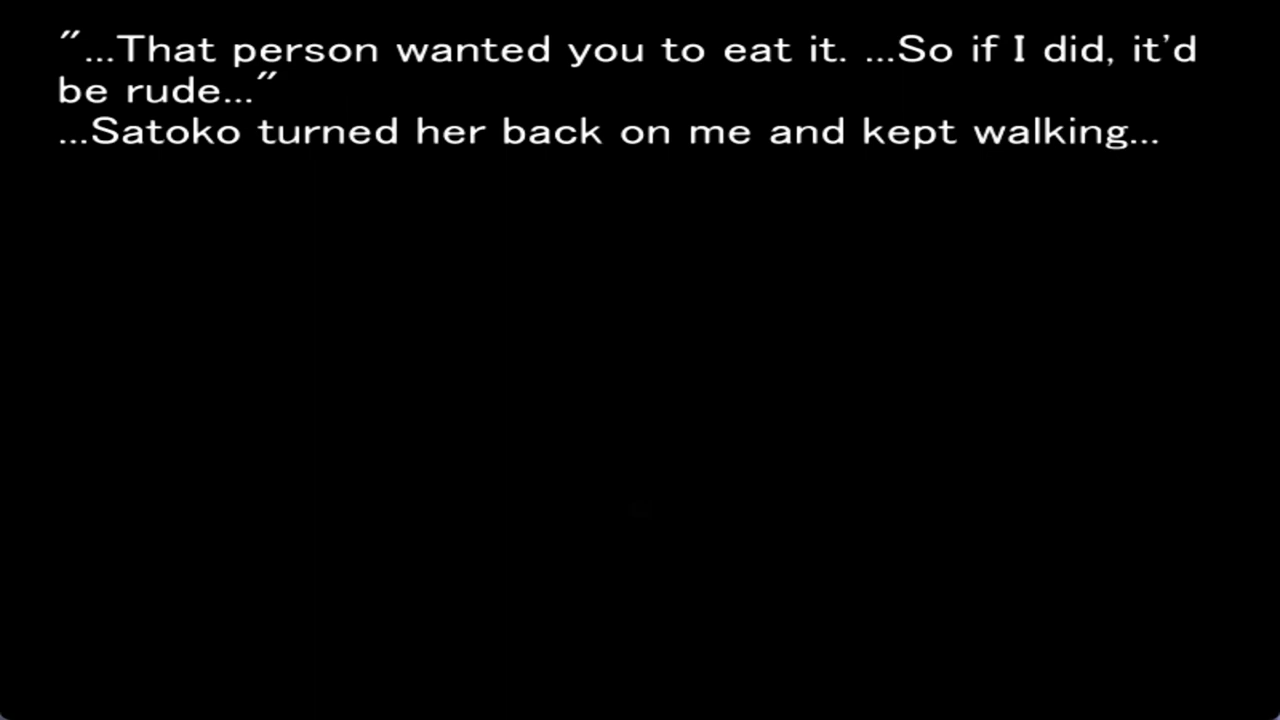 "...That person wanted you to eat it. ...So if I did, it'd
be rude..."
...Satoko turned her back on me and kept walking...